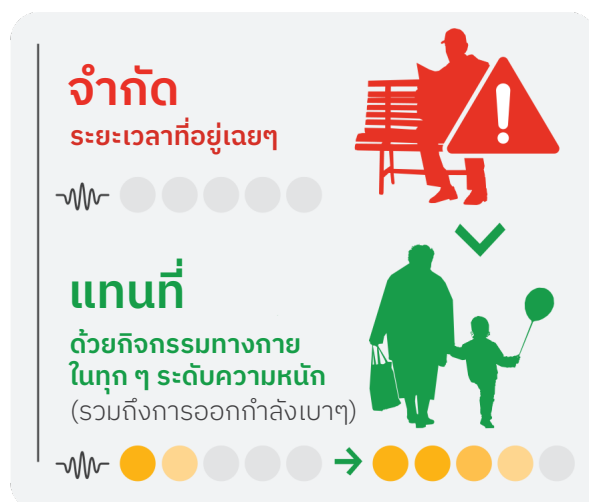 จำกัด
ระยะเวลาที่อยู่เฉยๆ
แทนที่
ด้วยกิจกรรมทางกาย
ในทุก ๆ ระดับความหนัก
(รวมถึงการออกกำลังเบาๆ)